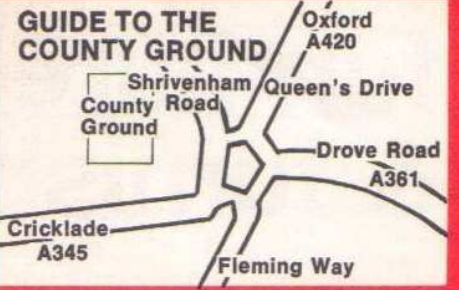 GUIDE TO THE
COUNTY GROUND
Oxford
A420
Shrivenham
Road
Queen's Drive
County
Ground
Drove Road
A361
Cricklade
A345
Fleming Way